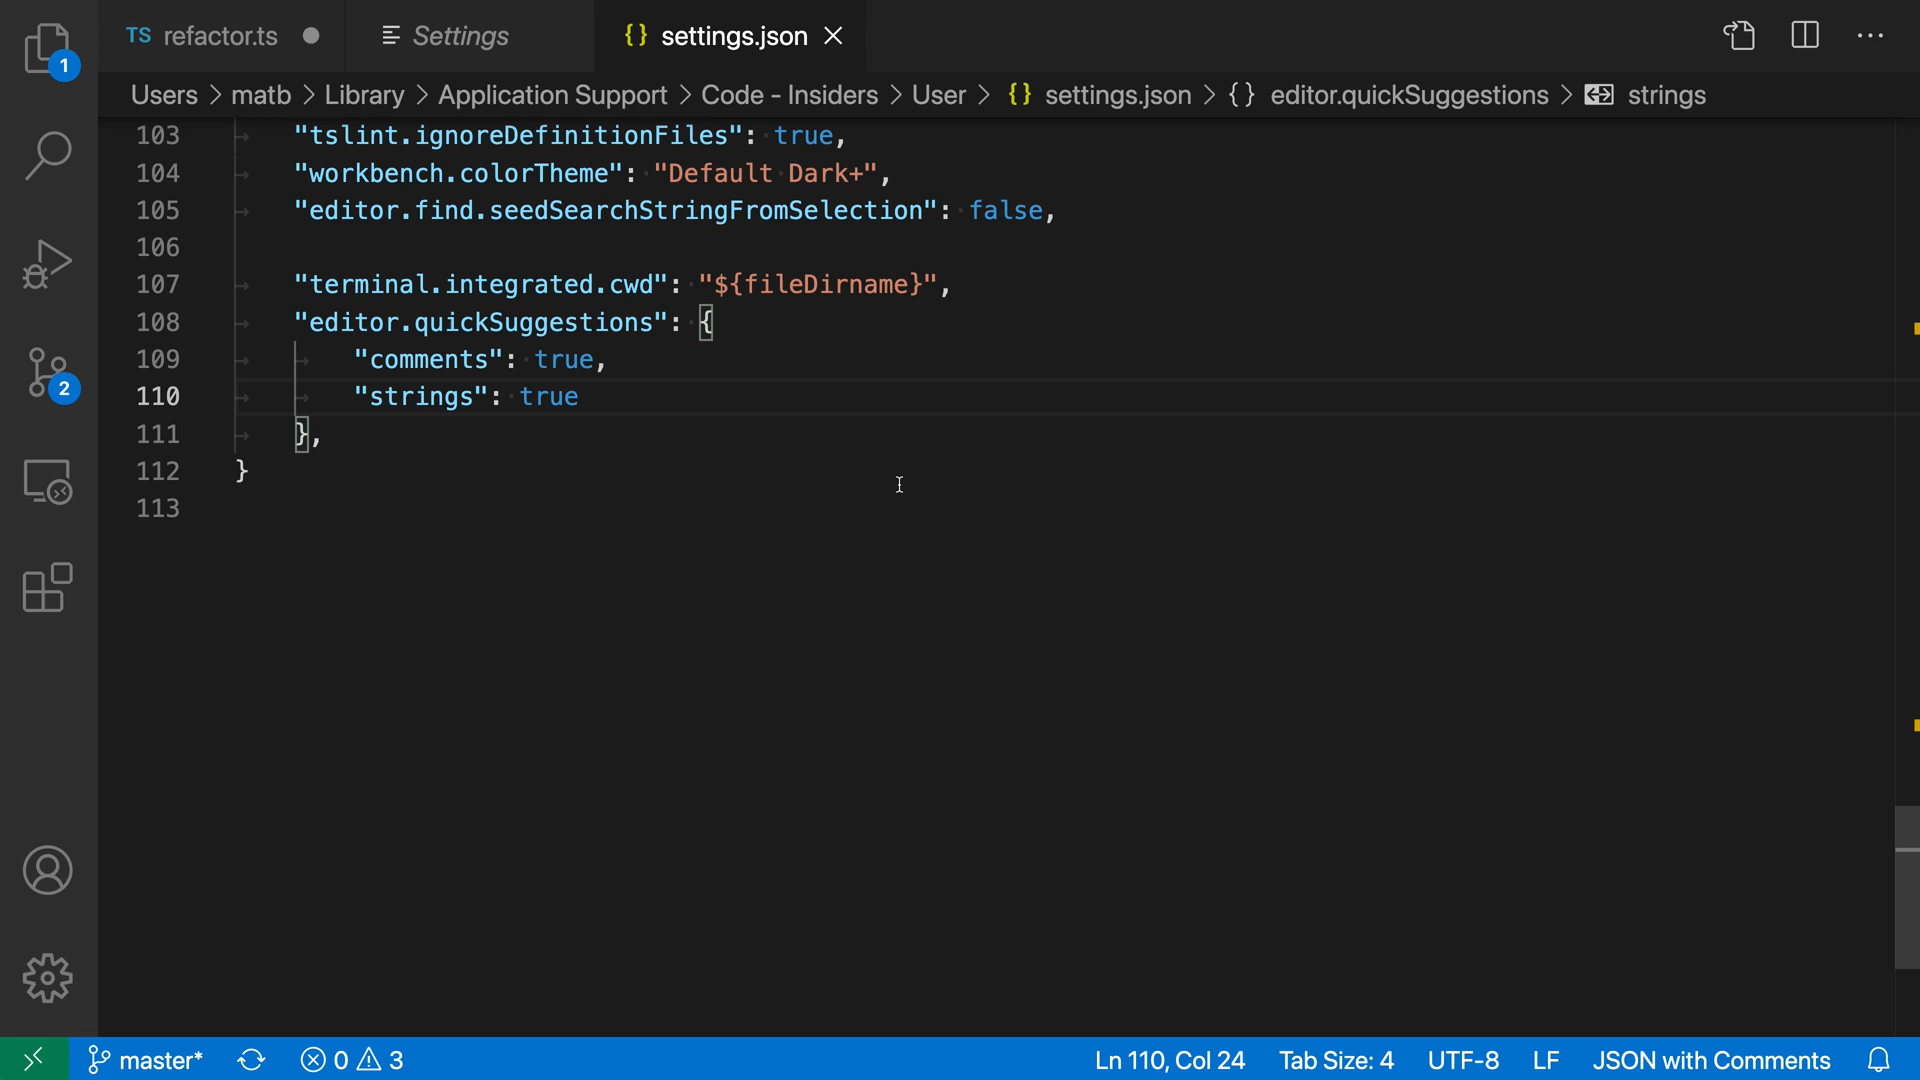 TS refactor.ts
Settings
{} settings.json
Users > matb > Library > Application Support > Code - Insiders > User > {} settings.json > {} editor.quickSuggestions > strings
103 "tslint.ignoreDefinitionFiles": true,
104 "workbench.colorTheme": "Default Dark+",
105 "editor.find.seedSearchStringFromSelection": false,
106
107 "terminal.integrated.cwd": "${fileDirname}",
108 "editor.quickSuggestions": {
109 "comments": true,
110 "strings": true
111 },
112 }
113
1
2
master* 0 3 Ln 110, Col 24 Tab Size: 4 UTF-8 LF JSON with Comments